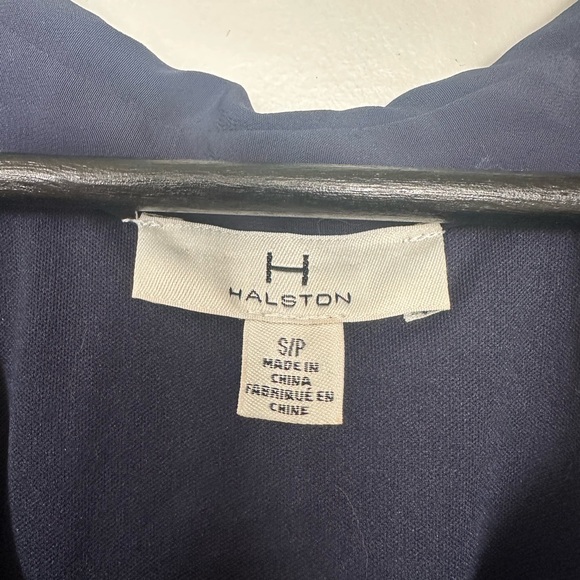 H
HALSTON
S/P
MADE IN
CHINA
FABRIQUÉ EN
CHINE